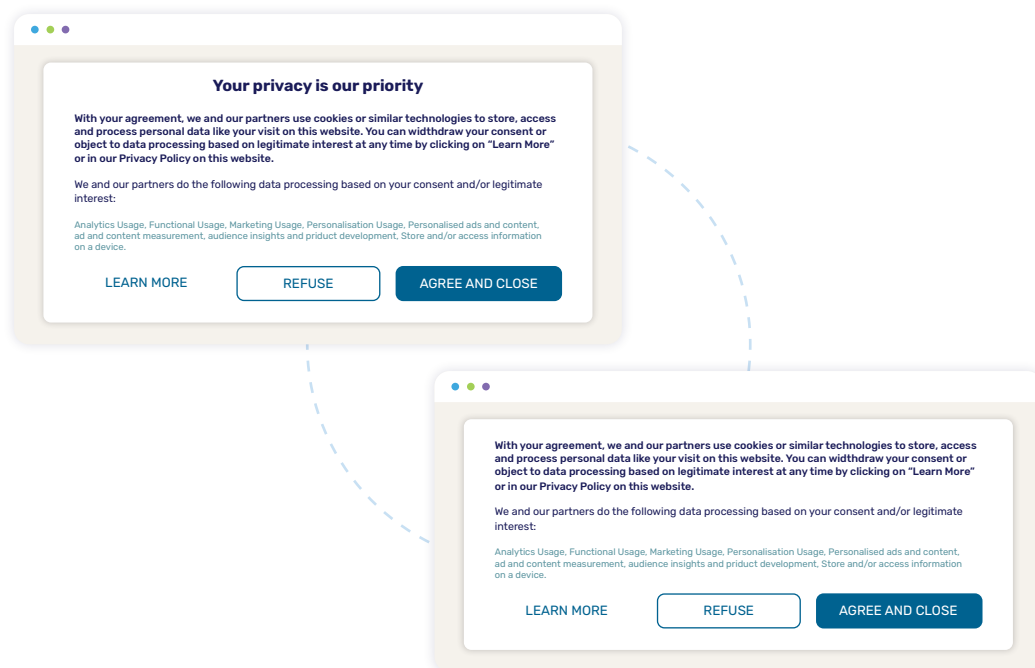 Your privacy is our priority
With your agreement, we and our partners use cookies or similar technologies to store, access
and process personal data like your visit on this website. You can widthdraw your consent or
object to data processing based on legitimate interest at any time by clicking on “Learn More”
or in our Privacy Policy on this website.
We and our partners do the following data processing based on your consent and/or legitimate
interest:
Analytics Usage, Functional Usage, Marketing Usage, Personalisation Usage, Personalised ads and content,
ad and content measurement, audience insights and priduct development, Store and/or access information
on a device.
LEARN MORE
REFUSE
AGREE AND CLOSE
With your agreement, we and our partners use cookies or similar technologies to store, access
and process personal data like your visit on this website. You can widthdraw your consent or
object to data processing based on legitimate interest at any time by clicking on “Learn More”
or in our Privacy Policy on this website.
We and our partners do the following data processing based on your consent and/or legitimate
interest:
Analytics Usage, Functional Usage, Marketing Usage, Personalisation Usage, Personalised ads and content,
ad and content measurement, audience insights and priduct development, Store and/or access information
on a device.
LEARN MORE
REFUSE
AGREE AND CLOSE